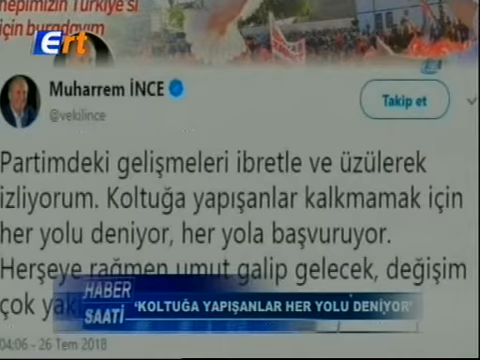 hepimizin Türkiye'si
için buradayım
Ert
Muharrem İNCE
@vekilince
Takip et
Partimdeki gelişmeleri ibretle ve üzülerek
izliyorum. Koltuğa yapışanlar kalkmamak için
her yolu deniyor, her yola başvuruyor.
Herşeye rağmen umut galip gelecek, değişim
çok
HABER
SAATİ
'KOLTUĞA YAPIŞANLAR HER YOLU DENİYOR'
04:06 - 26 Tem 2018